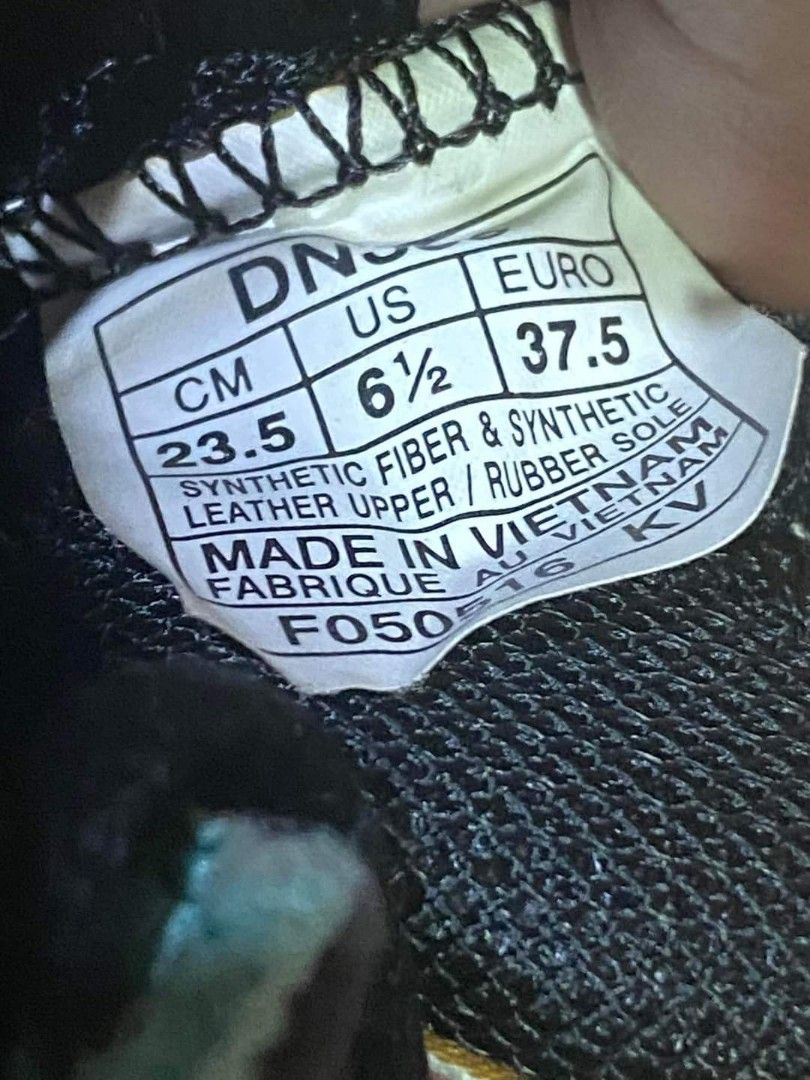 CM US EURO
23.5 6½ 37.5
SYNTHETIC FIBER & SYNTHETIC
LEATHER UPPER / RUBBER SOLE
MADE IN VIETNAM
FABRIQUE AU VIETNAM
F050516 KV